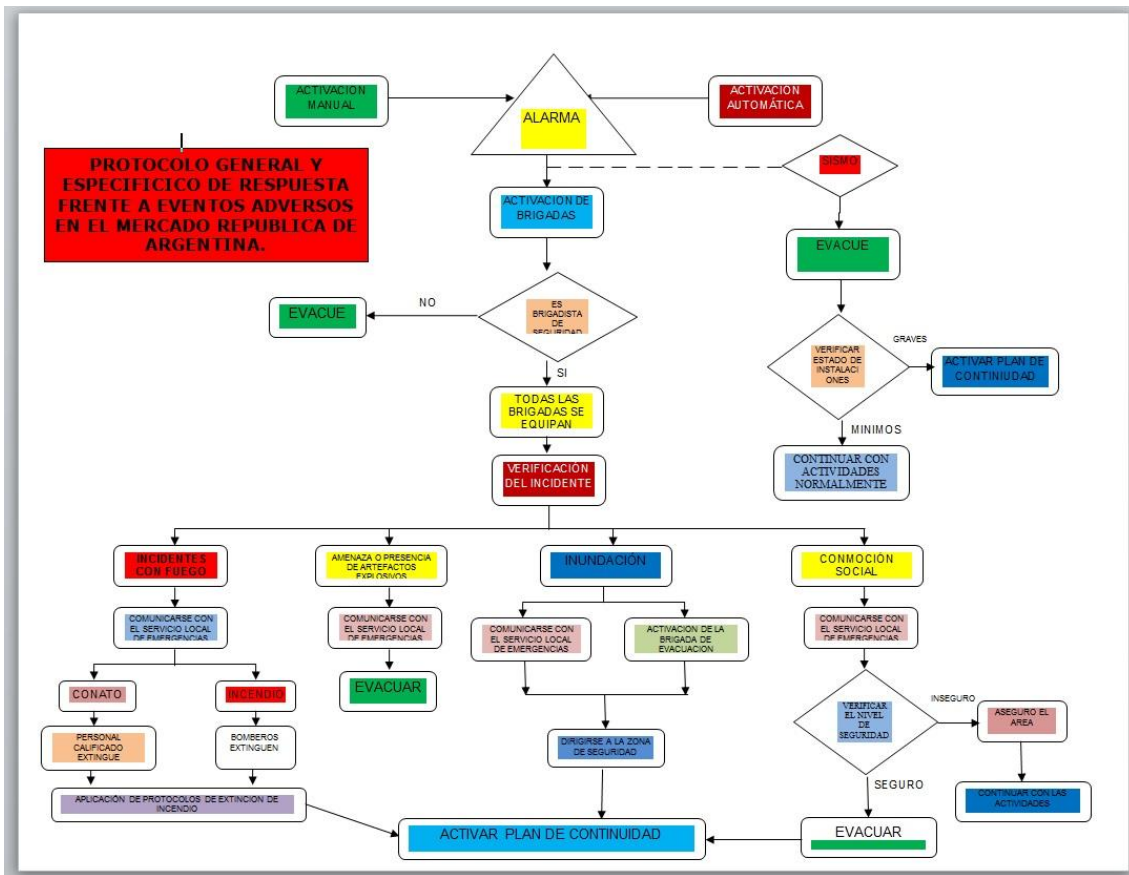 ACTIVACION
MANUAL
ALARMA
ACTIVACION
AUTOMÁTICA
PROTOCOLO GENERAL Y
ESPECIFICICO DE RESPUESTA
FRENTE A EVENTOS ADVERSOS
EN EL MERCADO REPUBLICA DE
ARGENTINA.
SISMO
ACTIVACION DE
BRIGADAS
EVACUE
EVACUE
NO
ES
BRIGADISTA
DE
SEGURIDAD
SI
VERIFICAR
ESTADO DE
INSTALACI
ONES
GRAVES
ACTIVAR PLAN DE
CONTINIUDAD
MINIMOS
TODAS LAS
BRIGADAS SE
EQUIPAN
CONTINUAR CON
ACTIVIDADES
NORMALMENTE
VERIFICACIÓN
DEL INCIDENTE
INCIDENTES
CON FUEGO
AMENAZA O PRESENCIA
DE ARTEFACTOS
EXPLOSIVOS
INUNDACIÓN
CONMOCIÓN
SOCIAL
COMUNICARSE CON
EL SERVICIO LOCAL
DE EMERGENCIAS
COMUNICARSE CON
EL SERVICIO LOCAL
DE EMERGENCIAS
COMUNICARSE CON
EL SERVICIO LOCAL
DE EMERGENCIAS
ACTIVACION DE LA
BRIGADA DE
EVACUACION
COMUNICARSE CON
EL SERVICIO LOCAL
DE EMERGENCIAS
CONATO
INCENDIO
EVACUAR
PERSONAL
CALIFICADO
EXTINGUE
BOMBEROS
EXTINGUEN
DIRIGIRSE A LA ZONA
DE SEGURIDAD
VERIFICAR
EL NIVEL
DE
SEGURIDAD
INSEGURO
ASEGURO EL
AREA
SEGURO
CONTINUAR CON LAS
ACTIVIDADES
APLICACIÓN DE PROTOCOLOS DE EXTINCION DE
INCENDIO
ACTIVAR PLAN DE CONTINUIDAD
EVACUAR